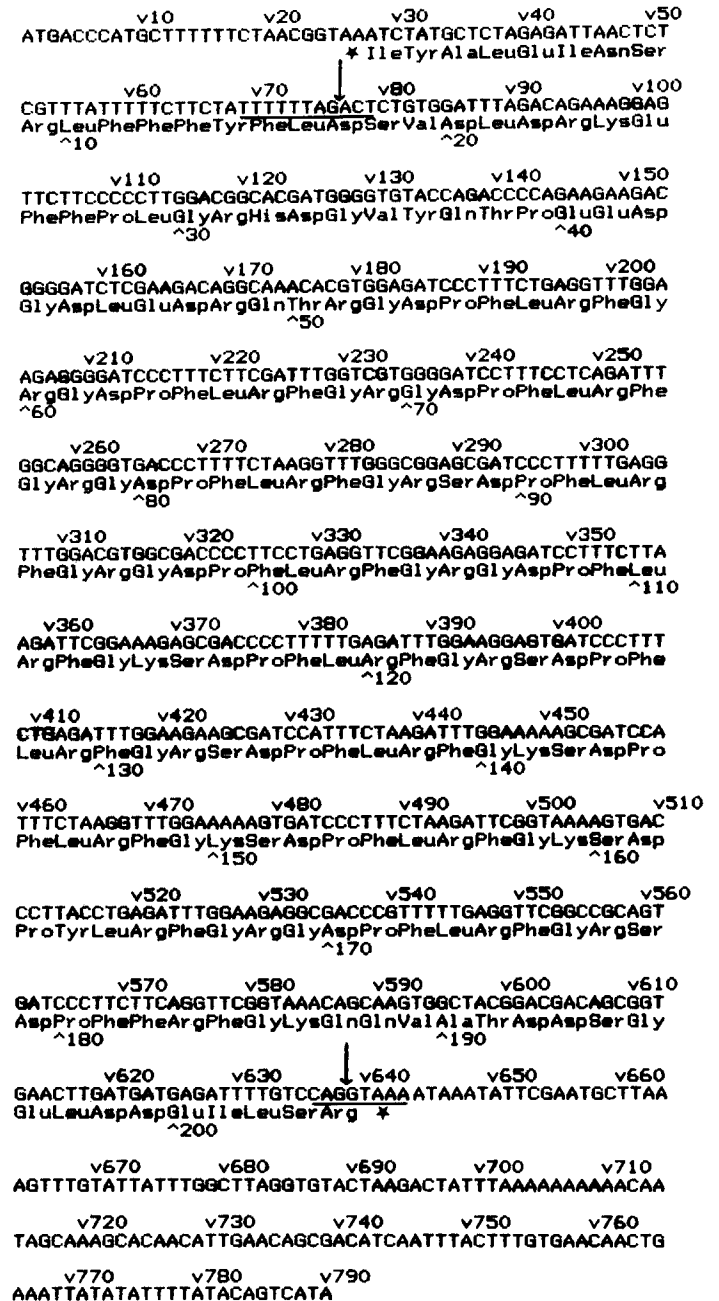 v10 v20 v30 v40 v50
ATGACCCATGCTTTTTTCTAACGGTAAATCTATGCTCTAGAGATTAACTCT
★ IleTyrAlaLeuGluIleAsnSer
v60 v70 v80 v90 v100
CGTTTATTTTTCTTCTATTTTTTAGACTCTGTGGATTTAGACAGAAAGGAG
ArgLeuPhePhePheTyrPheLeuAspSerValAspLeuAspArgLysGlu
^10 ^20
v110 v120 v130 v140 v150
TTCTTCCCCCTTGGACGGCACGATGGGGTGTACCAGACCCCAGAAGAAGAC
PhePheProLeuGlyArgHisAspGlyValTyrGlnThrProGluGluAsp
^30 ^40
v160 v170 v180 v190 v200
GGGGATCTCGAAGACAGGCAAACACGTGGAGATCCCTTTCTGAGGTTTGGA
GlyAspLeuGluAspArgGlnThrArgGlyAspProPheLeuArgPheGly
^50
v210 v220 v230 v240 v250
AGAGGGGATCCCTTTCTTCGATTTGGTCGTGGGGATCCTTTCCTCAGATTT
ArgGlyAspProPheLeuArgPheGlyArgGlyAspProPheLeuArgPhe
^60 ^70
v260 v270 v280 v290 v300
GGCAGGGGTGACCCTTTTCTAAGGTTTGGGCGGAGCGATCCCTTTTTGAGG
GlyArgGlyAspProPheLeuArgPheGlyArgSerAspProPheLeuArg
^80 ^90
v310 v320 v330 v340 v350
TTTGGACGTGGCGACCCCTTCCTGAGGTTCGGAAGAGGAGATCCTTTCTTA
PheGlyArgGlyAspProPheLeuArgPheGlyArgGlyAspProPheLeu
^100 ^110
v360 v370 v380 v390 v400
AGATTCGGAAAGAGCGACCCCTTTTTGAGATTTGGAAGGAGTGATCCCTTT
ArgPheGlyLysSerAspProPheLeuArgPheGlyArgSerAspProPhe
^120
v410 v420 v430 v440 v450
CTGAGATTTGGAAGAAGCGATCCATTTCTAAGATTTGGAAAAAGCGATCCA
LeuArgPheGlyArgSerAspProPheLeuArgPheGlyLysSerAspPro
^130 ^140
v460 v470 v480 v490 v500 v510
TTTCTAAGGTTTGGAAAAAGTGATCCCTTTCTAAGATTCGGTAAAAGTGAC
PheLeuArgPheGlyLysSerAspProPheLeuArgPheGlyLysSerAsp
^150 ^160
v520 v530 v540 v550 v560
CCTTACCTGAGATTTGGAAGAGGCGACCCGTTTTTGAGGTTCGGCCGCAGT
ProTyrLeuArgPheGlyArgGlyAspProPheLeuArgPheGlyArgSer
^170
v570 v580 v590 v600 v610
GATCCCTTCTTCAGGTTCGGTAAACAGCAAGTGGCTACGGACGACAGCGGT
AspProPhePheArgPheGlyLysGlnGlnValAlaThrAspAspSerGly
^180 ^190
v620 v630 v640 v650 v660
GAACTTGATGATGAGATTTTGTCCAGGTAAAATAAATATTCGAATGCTTAA
GluLeuAspAspGluIleLeuSerArg ★
^200
v670 v680 v690 v700 v710
AGTTTGTATTATTTGGCTTAGGTGTACTAAGACTATTTAAAAAAAAAACAA
v720 v730 v740 v750 v760
TAGCAAAGCACAACATTGAACAGCGACATCAATTTACTTTGTGAACAACTG
v770 v780 v790
AAATTATATATTTTATACAGTCATA